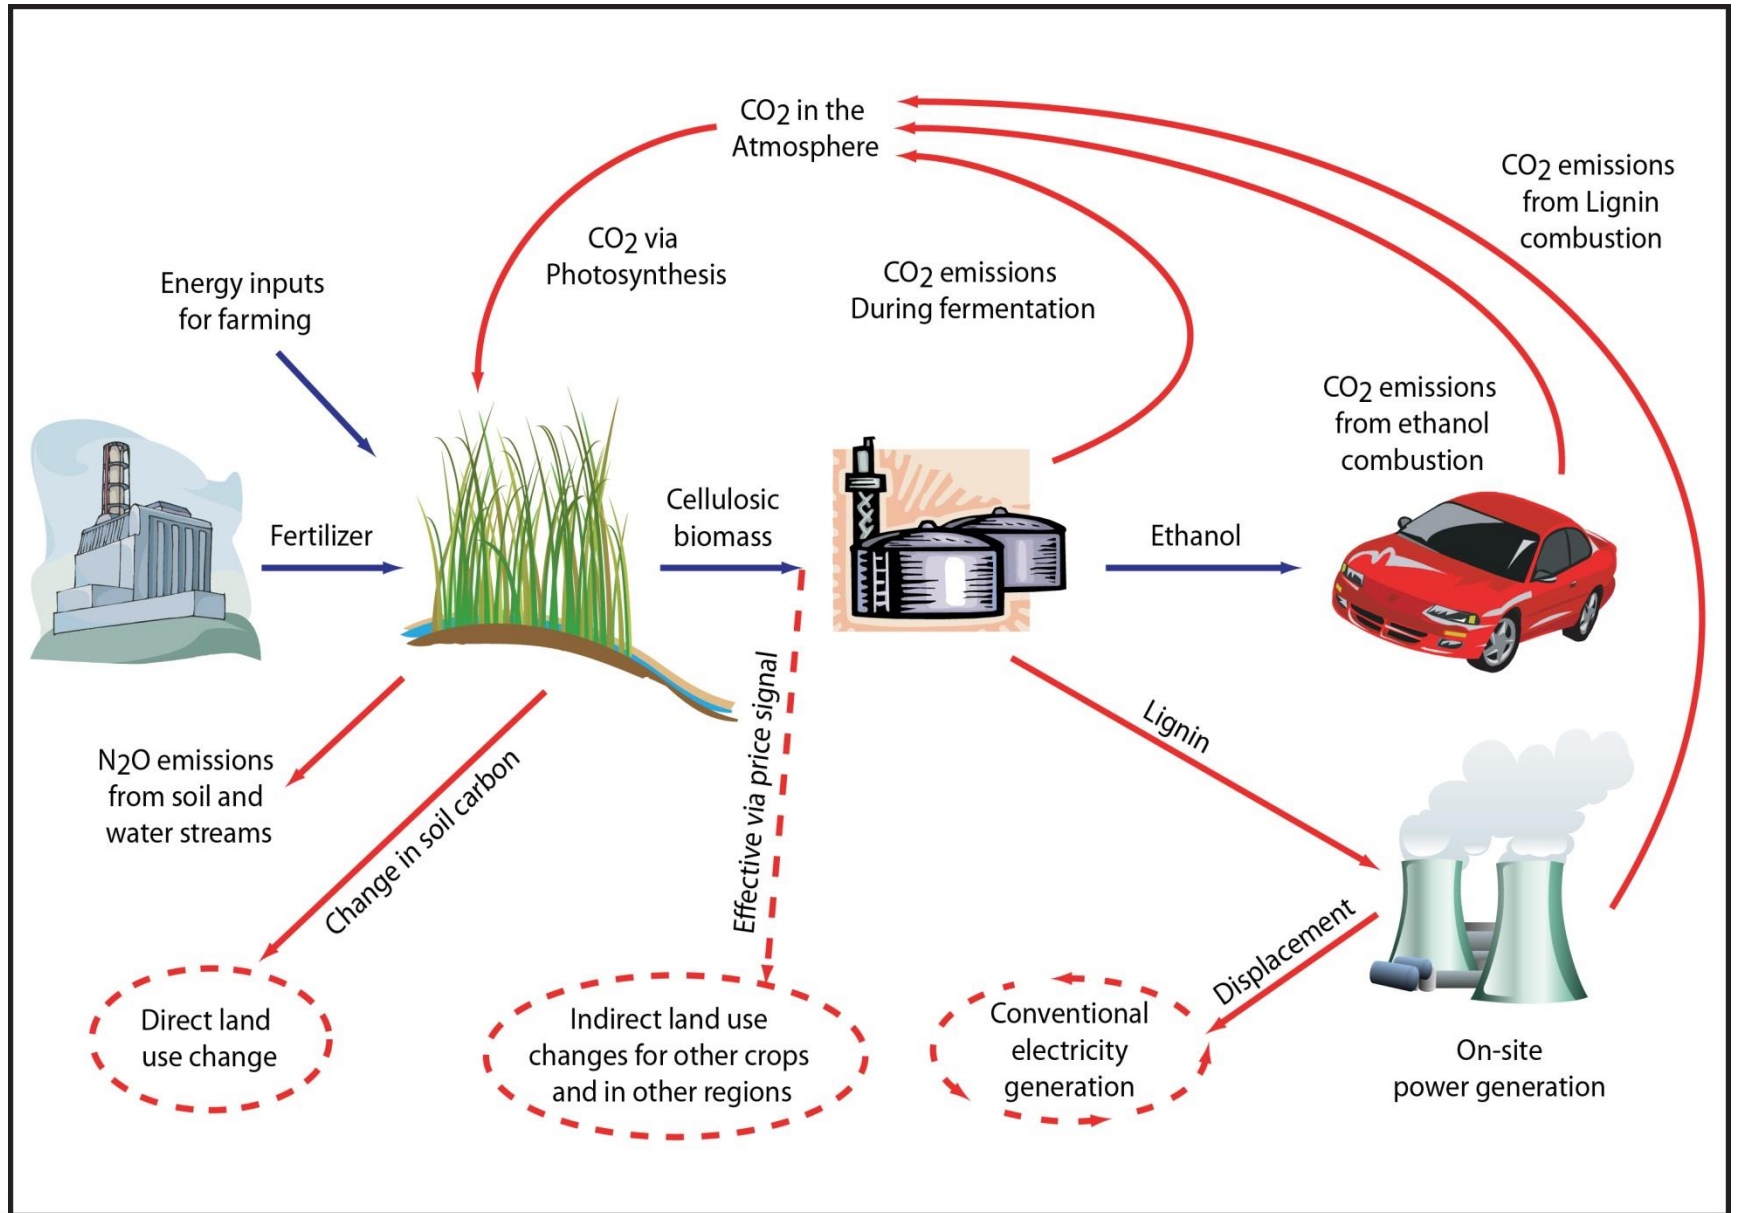 CO2 in the
Atmosphere
CO2 emissions
from Lignin
combustion
CO2 via
Photosynthesis
CO2 emissions
During fermentation
Energy inputs
for farming
CO2 emissions
from ethanol
combustion
Fertilizer
Cellulosic
biomass
Ethanol
N2O emissions
from soil and
water streams
Change in soil carbon
Effective via price signal
Lignin
Displacement
Direct land
use change
Indirect land use
changes for other crops
and in other regions
Conventional
electricity
generation
On-site
power generation